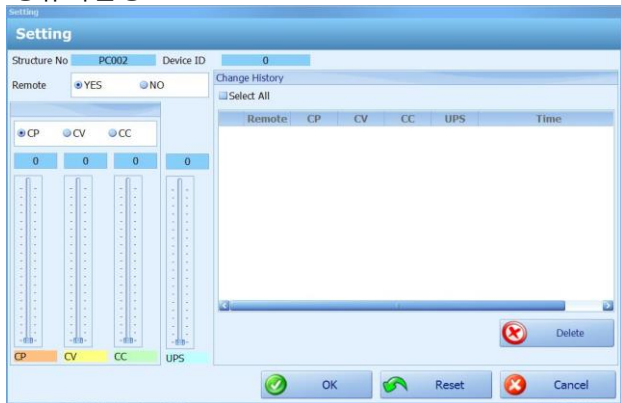 Setting
Setting
Structure No PC002 Device ID 0
Remote YES NO
Change History
Select All
Remote CP CV CC UPS Time
CP CV CC
0 0 0 0
CP CV CC UPS
Delete
OK Reset Cancel